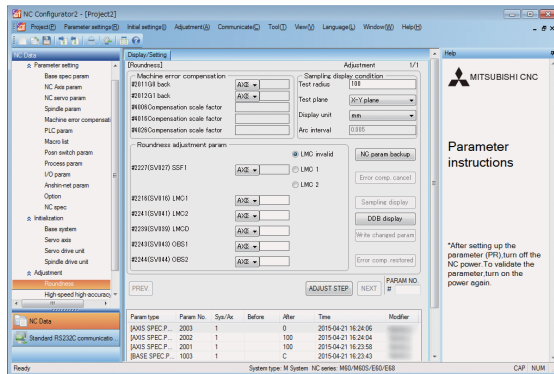 NC Configurator2 - [Project2]
Project(F) Parameter settings(R) Initial settings(I) Adjustment(A) Communicate(C) Tool(T) View(V) Language(L) Window(W) Help(H)
NC Data
Parameter setting
Base spec param
NC Axis param
NC servo param
Spindle param
Machine error compensati
PLC param
Macro list
Posn switch param
Process param
I/O param
Anshin-net param
Option
NC spec
Initialization
Base system
Servo axis
Servo drive unit
Spindle drive unit
Adjustment
Roundness
High-speed high-accuracy
NC Data
Standard RS232C communicatio
Display/Setting
[Roundness] Adjustment 1/1
Machine error compensation
#2011G0 back AXIS
#2012G1 back AXIS
#4006Compensation scale factor
#4016Compensation scale factor
#4026Compensation scale factor
Sampling display condition
Test radius 100
Test plane X-Y plane
Display unit mm
Arc interval 0.005
Roundness adjustment param
LMC invalid
#2227(SV027) SSF1 AXIS LMC 1
LMC 2
#2216(SV016) LMC1 AXIS
#2241(SV041) LMC2 AXIS
#2239(SV039) LMCD AXIS
#2243(SV043) OBS1 AXIS
#2244(SV044) OBS2 AXIS
NC param backup
Error comp. cancel
Sampling display
DDB display
Write changed param
Error comp. restored
PREV. ADJUST STEP NEXT PARAM NO.
#
Param type Param No. Sys/Ax Before After Time Modifier
[AXIS SPEC.P... 2003 1 0 2015-04-21 16:24:06
[AXIS SPEC.P... 2002 1 100 2015-04-21 16:24:04
[AXIS SPEC.P... 2001 1 100 2015-04-21 16:23:58
[BASE SPEC.P... 1003 1 C 2015-04-21 16:23:43
Help
MITSUBISHI CNC
Parameter
instructions
*After setting up the
parameter (PR),turn off the
NC power.To validate the
parameter,turn on the
power again.
Ready System type: M System NC series: M60/M60S/E60/E68 CAP NUM